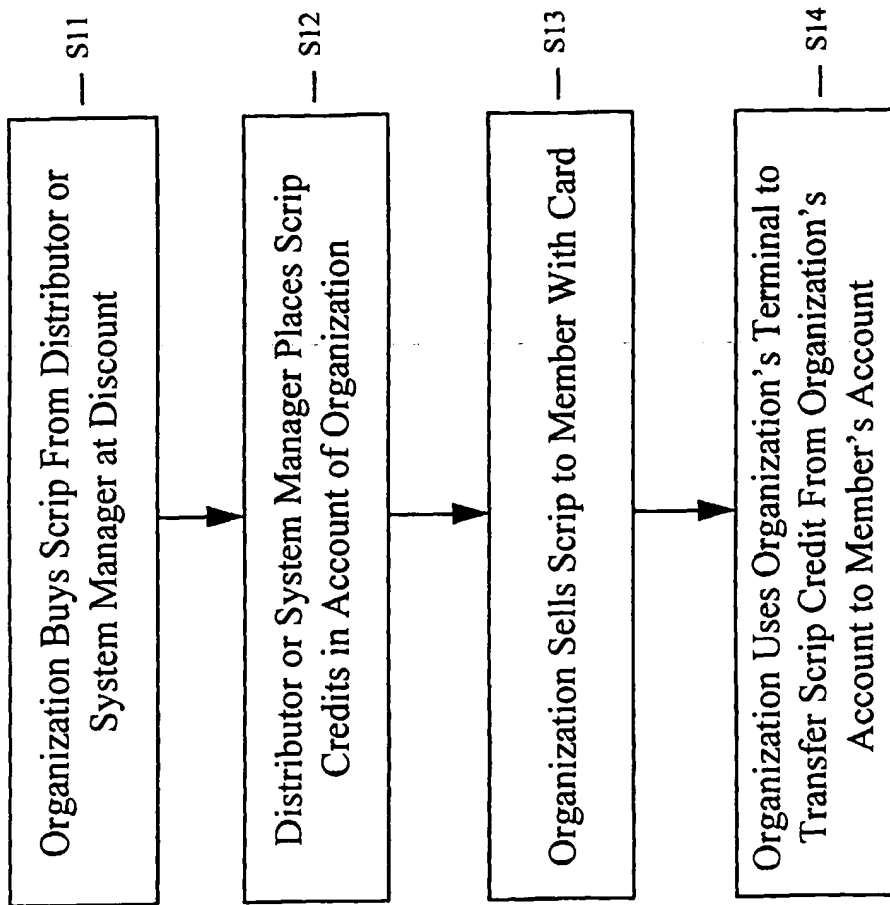 Organization Buys Scrip From Distributor or
System Manager at Discount
— S11
Distributor or System Manager Places Scrip
Credits in Account of Organization
— S12
Organization Sells Scrip to Member With Card
— S13
Organization Uses Organization's Terminal to
Transfer Scrip Credit From Organization's
Account to Member's Account
— S14